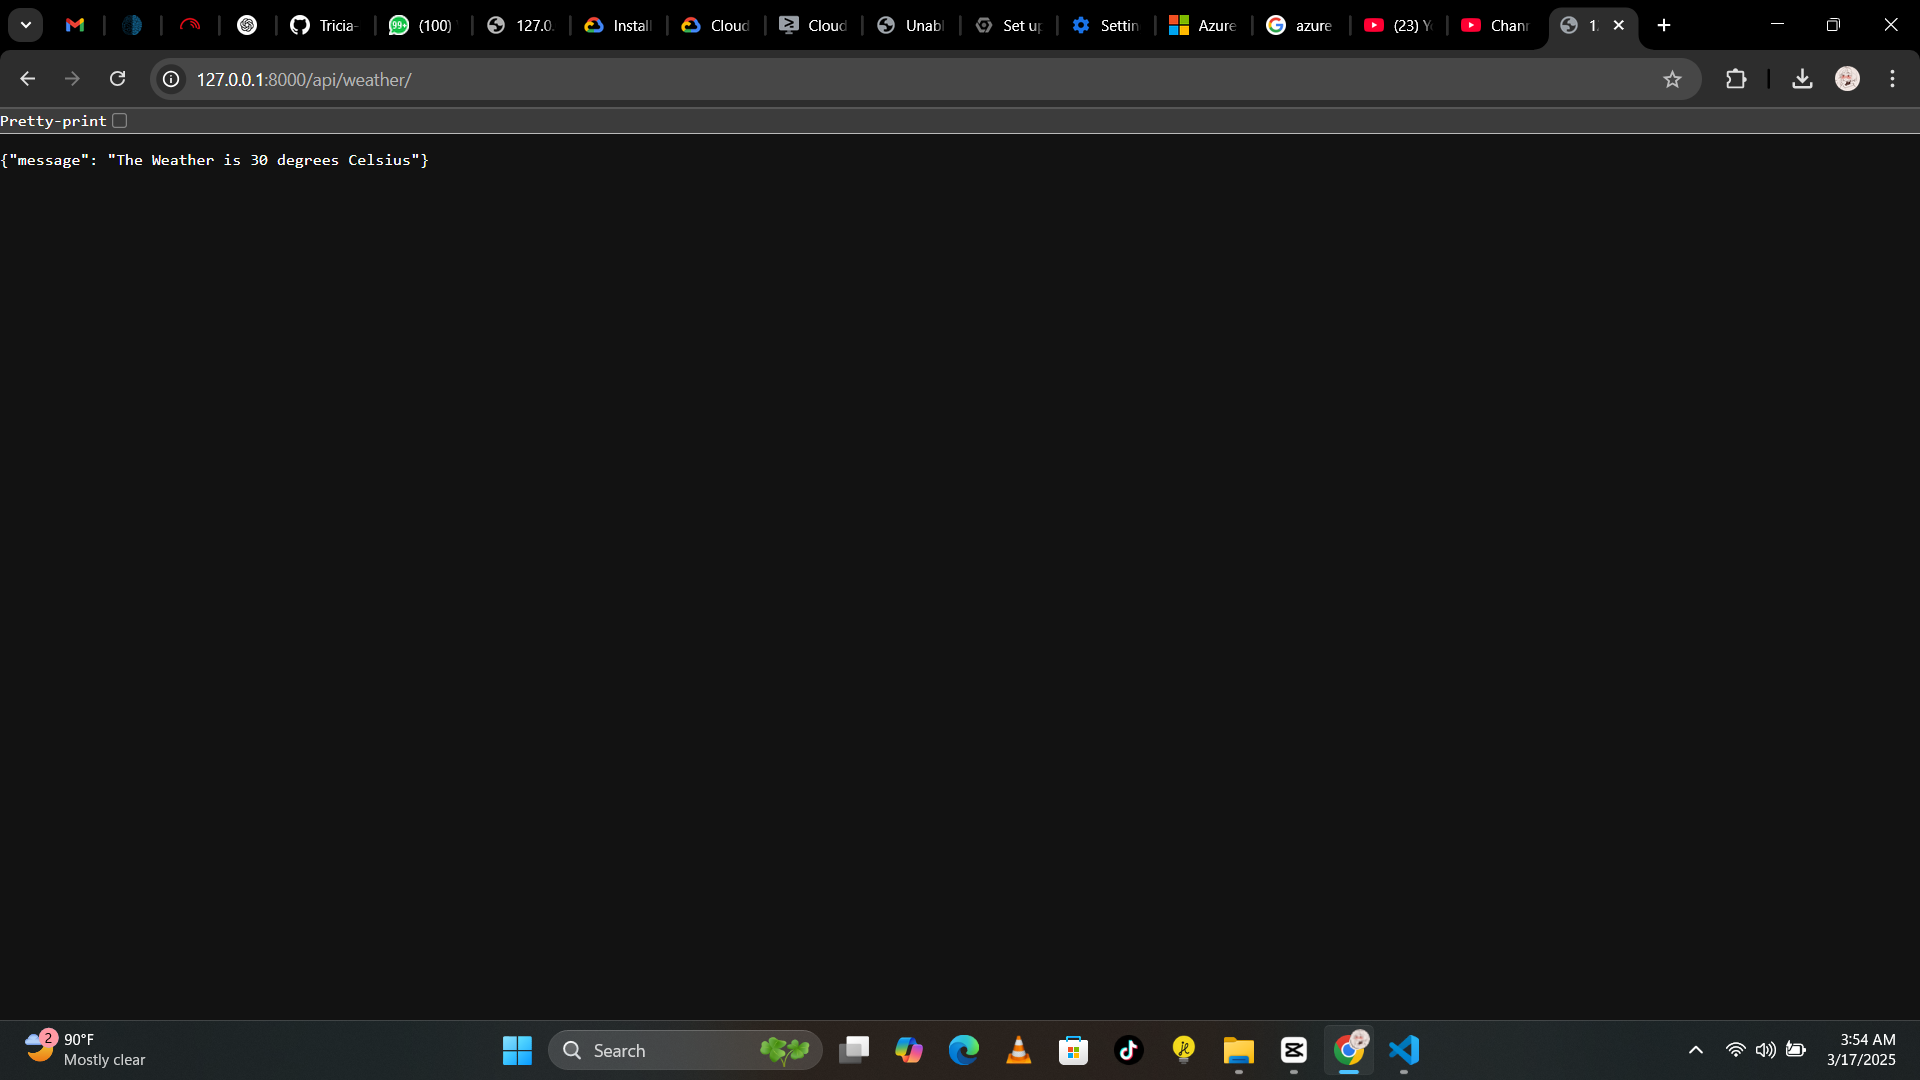 Tricia-
99+
(100)
127.0.
Install
Cloud
Cloud
Unabl
Set up
Settin
Azure
azure
(23) Y
Chann
127.0.0.1:8000/api/weather/
Pretty-print
{"message": "The Weather is 30 degrees Celsius"}
2
90°F
Mostly clear
Search
3:54 AM
3/17/2025